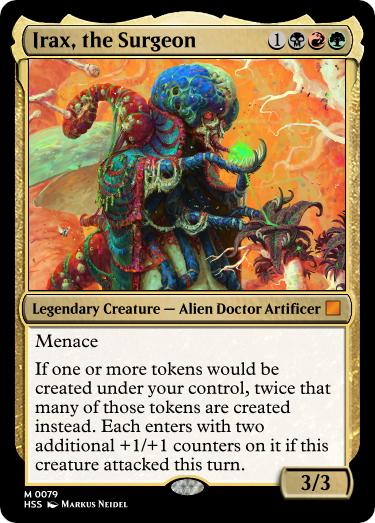 Irax, the Surgeon 1
Legendary Creature — Alien Doctor Artificer
Menace
If one or more tokens would be
created under your control, twice that
many of those tokens are created
instead. Each enters with two
additional +1/+1 counters on it if this
creature attacked this turn.
3/3
M 0079
HSS Markus Neidel